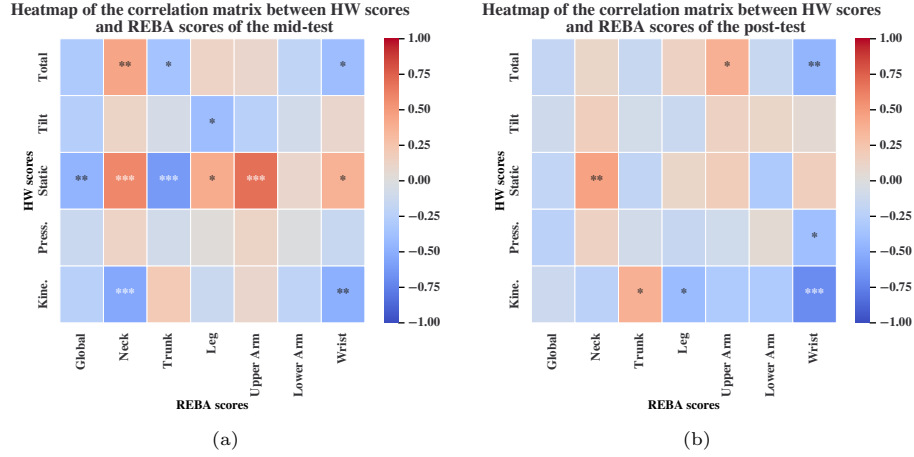 Heatmap of the correlation matrix between HW scores
and REBA scores of the mid-test
HW scores
Total
** * *
Tilt
*
Static
** *** *** * *** *
Press.
Kine.
*** **
Global Neck Trunk Leg Upper Arm Lower Arm Wrist
REBA scores
1.00
0.75
0.50
0.25
0.00
−0.25
−0.50
−0.75
−1.00
(a)
Heatmap of the correlation matrix between HW scores
and REBA scores of the post-test
HW scores
Total
* **
Tilt
Static
**
Press.
*
Kine.
* * ***
Global Neck Trunk Leg Upper Arm Lower Arm Wrist
REBA scores
1.00
0.75
0.50
0.25
0.00
−0.25
−0.50
−0.75
−1.00
(b)